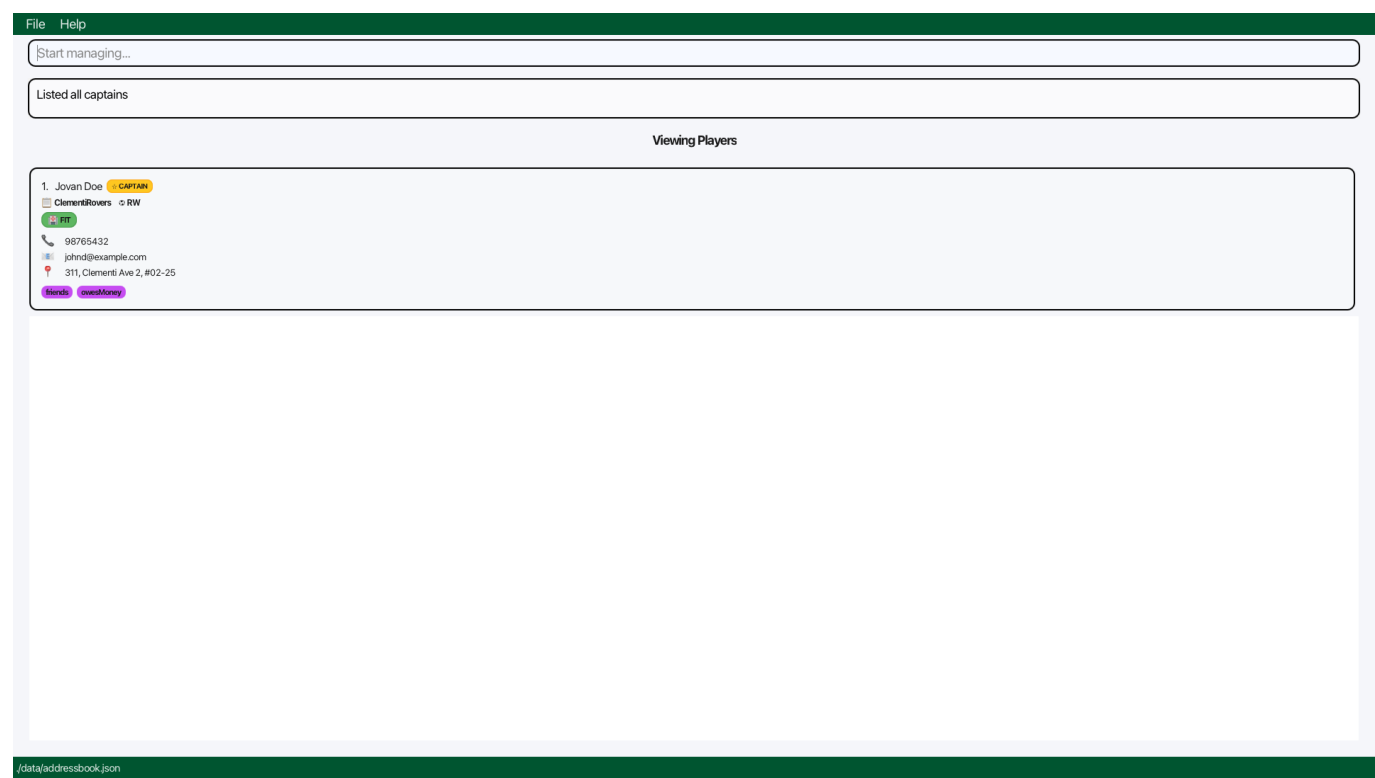 File Help
Start managing...
Listed all captains
Viewing Players
1. Jovan Doe ☆ CAPTAIN
ClementiRovers ⚽ RW
FIT
98765432
johnd@example.com
311, Clementi Ave 2, #02-25
friends owesMoney
./data/addressbook.json